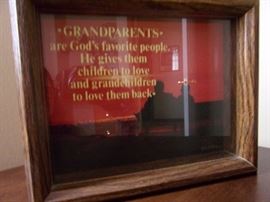 •GRANDPARENTS•
are God's favorite people.
He gives them
children to love
and grandchildren
to love them back•